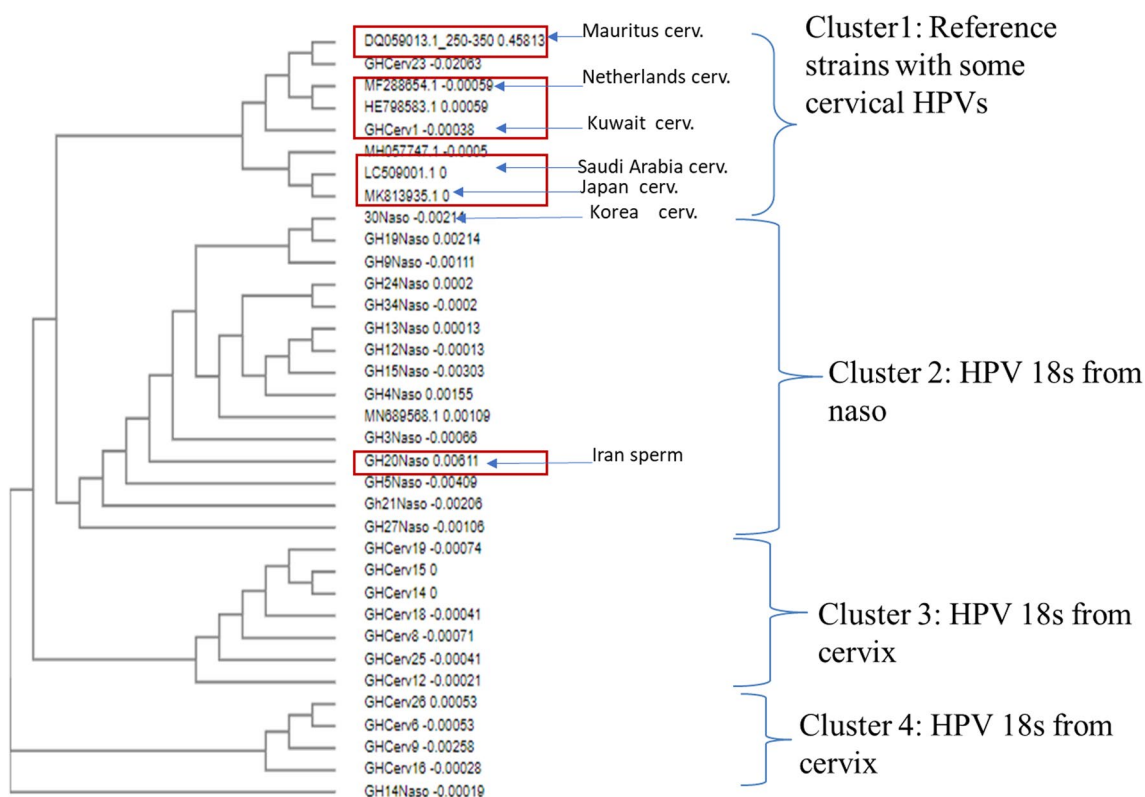 DQ059013.1_250-350 0.45813
Mauritus cerv.
GHCerv23 -0.02063
MF288654.1 -0.00059
Netherlands cerv.
HE798583.1 0.00059
GHCerv1 -0.00038
Kuwait cerv.
MH057747.1 -0.0005
LC509001.1 0
Saudi Arabia cerv.
MK813935.1 0
Japan cerv.
30Naso -0.00214
Korea cerv.
GH19Naso 0.00214
GH9Naso -0.00111
GH24Naso 0.0002
GH34Naso -0.0002
GH13Naso 0.00013
GH12Naso -0.00013
GH15Naso -0.00303
GH4Naso 0.00155
MN689568.1 0.00109
GH3Naso -0.00066
GH20Naso 0.00611
Iran sperm
GH5Naso -0.00409
Gh21Naso -0.00206
GH27Naso -0.00106
GHCerv19 -0.00074
GHCerv15 0
GHCerv14 0
GHCerv18 -0.00041
GHCerv8 -0.00071
GHCerv25 -0.00041
GHCerv12 -0.00021
GHCerv26 0.00053
GHCerv6 -0.00053
GHCerv9 -0.00258
GHCerv16 -0.00028
GH14Naso -0.00019
Cluster1: Reference
strains with some
cervical HPVs
Cluster 2: HPV 18s from
naso
Cluster 3: HPV 18s from
cervix
Cluster 4: HPV 18s from
cervix